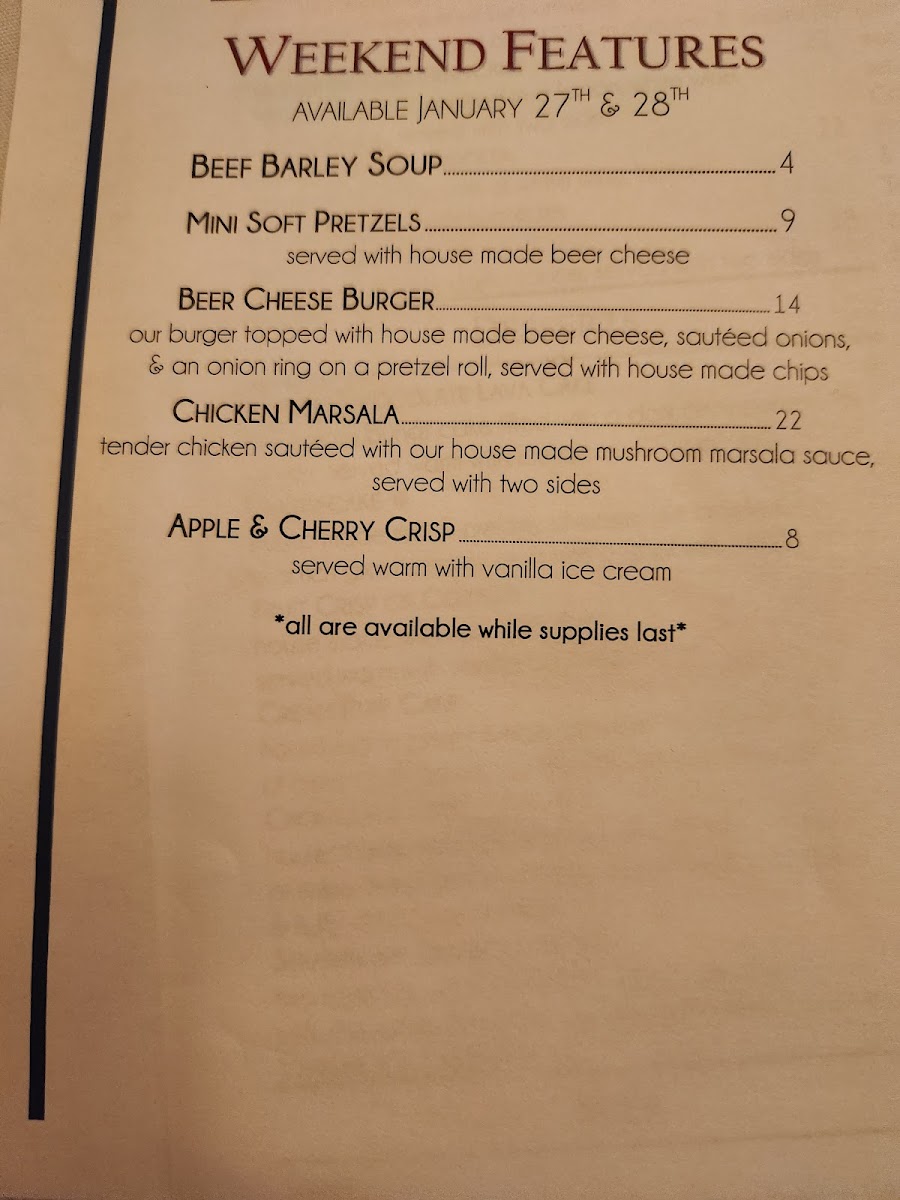 WEEKEND FEATURES
AVAILABLE JANUARY 27TH & 28TH
BEEF BARLEY SOUP..........4
MINI SOFT PRETZELS..........9
served with house made beer cheese
BEER CHEESE BURGER..........14
our burger topped with house made beer cheese, sautéed onions,
& an onion ring on a pretzel roll, served with house made chips
CHICKEN MARSALA..........22
tender chicken sautéed with our house made mushroom marsala sauce,
served with two sides
APPLE & CHERRY CRISP..........8
served warm with vanilla ice cream
*all are available while supplies last*